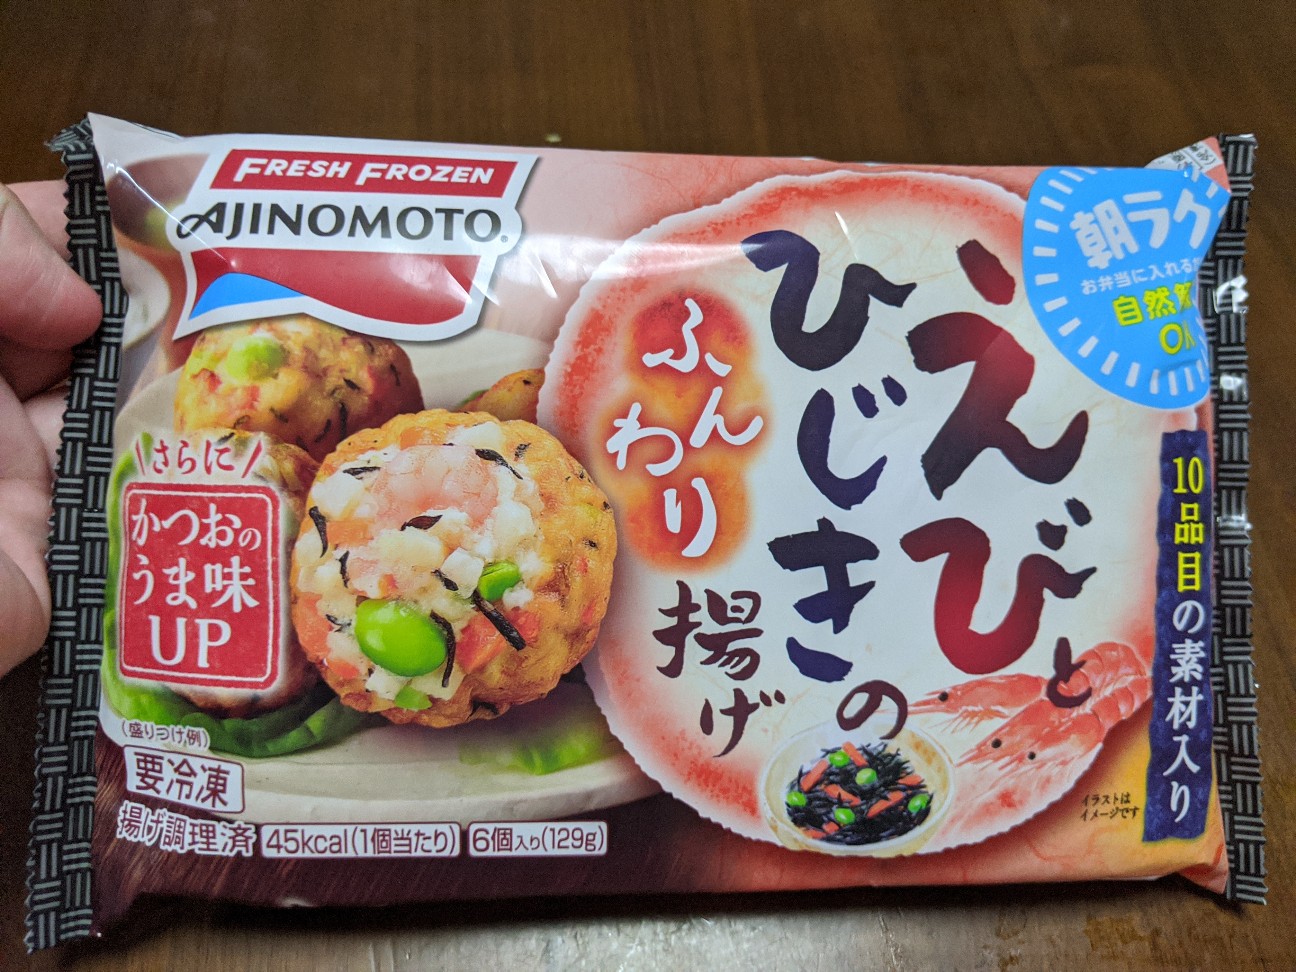 FRESH FROZEN
AJINOMOTO®
えびと
ひじきの
ふんわり
揚げ
朝ラク
お弁当に入れる
自然
OK
10品目の素材入り
\さらに/
かつおの
うま味
UP
(盛りつけ例)
要冷凍
揚げ調理済
45kcal(1個当たり)
6個入り(129g)
イラストは
イメージです